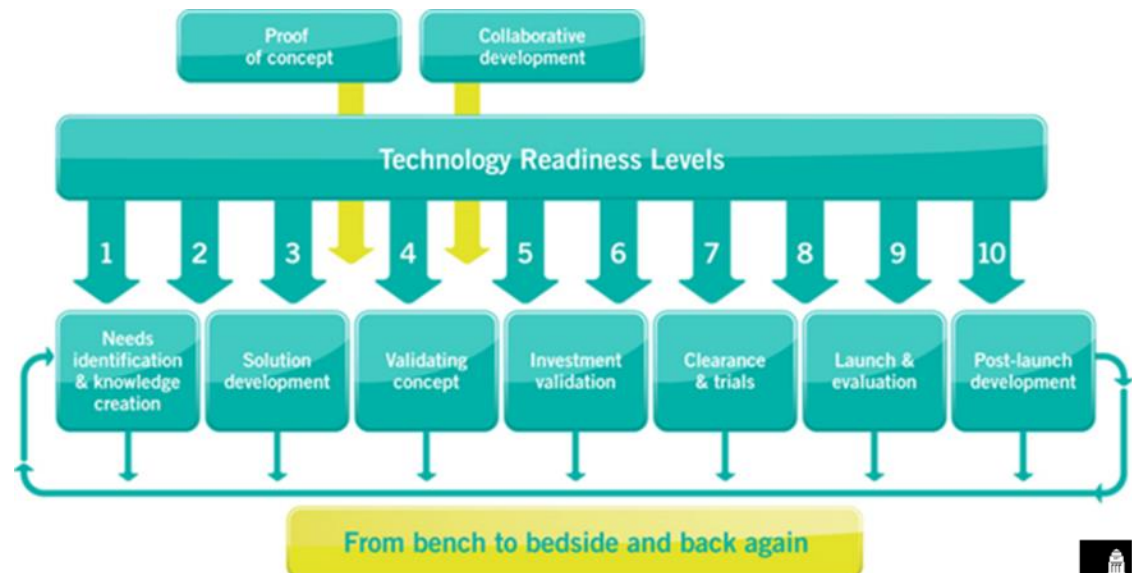 Proof
of concept
Collaborative
development
Technology Readiness Levels
1
2
3
4
5
6
7
8
9
10
Needs
identification
& knowledge
creation
Solution
development
Validating
concept
Investment
validation
Clearance
& trials
Launch &
evaluation
Post-launch
development
From bench to bedside and back again